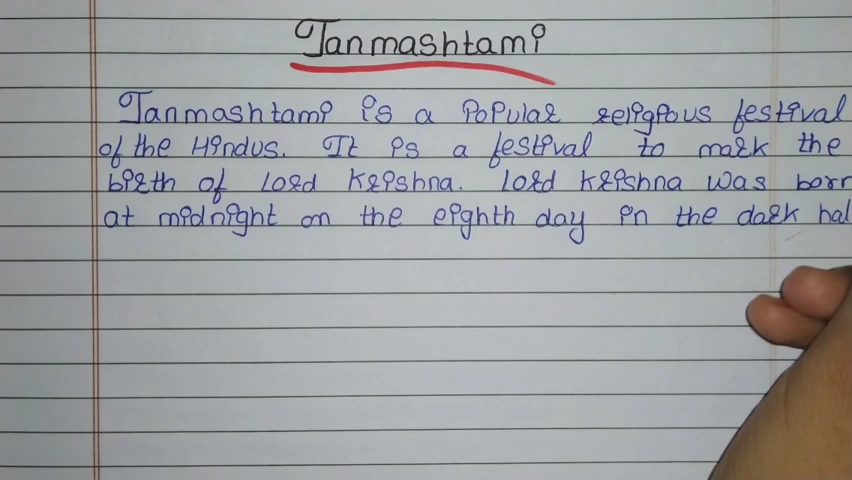 Janmashtami
Janmashtami is a popular religious festival
of the Hindus. It is a festival to mark the
birth of Lord Krishna. Lord Krishna was born
at midnight on the eighth day in the dark hal